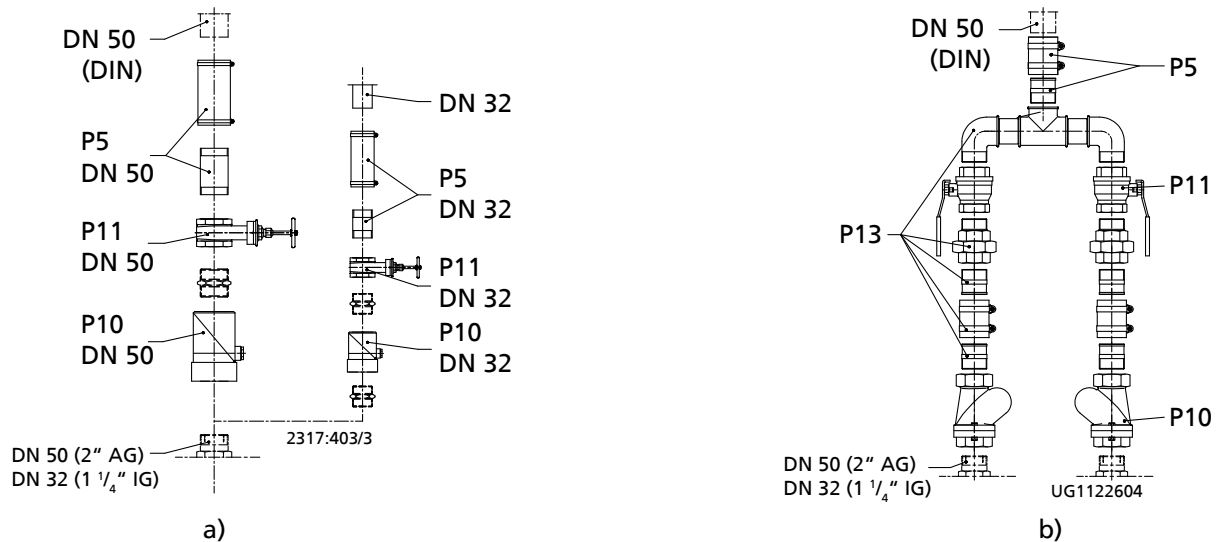 DN 50
(DIN)
P5
DN 50
P11
DN 50
P10
DN 50
DN 50 (2“ AG)
DN 32 (1 1/4“ IG)
DN 32
P5
DN 32
P11
DN 32
P10
DN 32
2317:403/3
a)
DN 50
(DIN)
P5
P11
P13
P10
DN 50 (2“ AG)
DN 32 (1 1/4“ IG)
UG1122604
b)